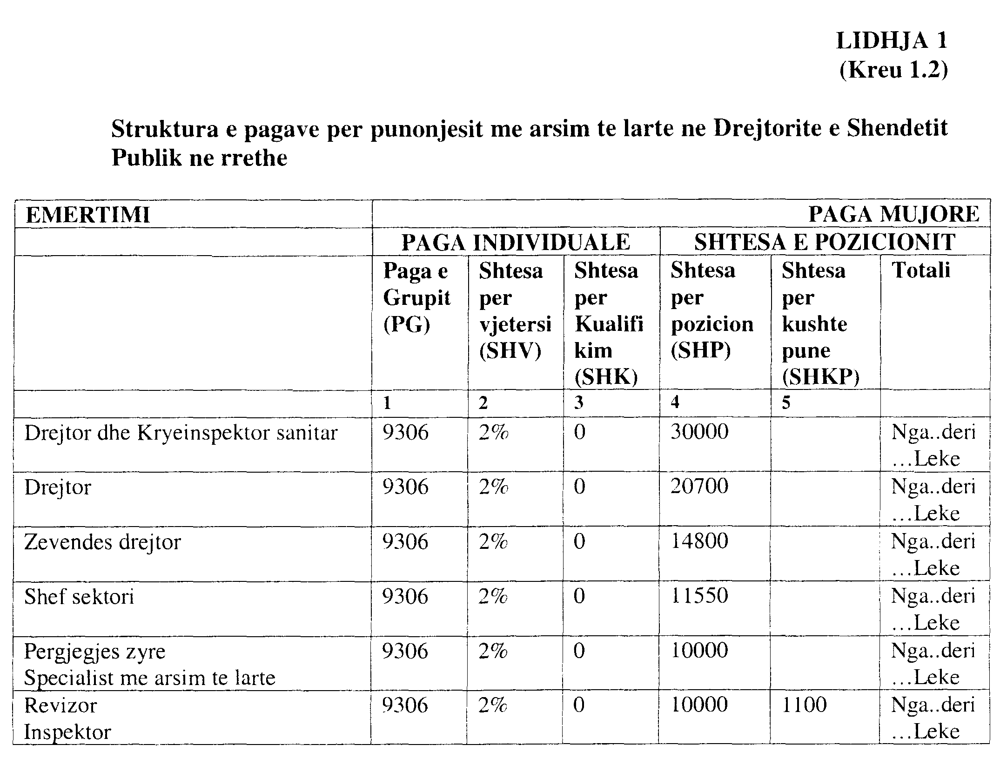 LIDHJA 1
(Kreu 1.2)
Struktura e pagave per punonjesit me arsim te larte ne Drejtorite e Shendetit
Publik ne rrethe
EMERTIMI PAGA MUJORE
PAGA INDIVIDUALE SHTESA E POZICIONIT
Paga e Shtesa Shtesa Shtesa Shtesa Totali
Grupit per per per per
(PG) vjetersi Kualifi pozicion kushte
(SHV) kim (SHP) pune
(SHK) (SHKP)
1 2 3 4 5
Drejtor dhe Kryeinspektor sanitar 9306 2% 0 30000 Nga..deri
...Leke
Drejtor 9306 2% 0 20700 Nga..deri
...Leke
Zevendes drejtor 9306 2% 0 14800 Nga..deri
...Leke
Shef sektori 9306 2% 0 11550 Nga..deri
...Leke
Pergjegjes zyre 9306 2% 0 10000 Nga..deri
Specialist me arsim te larte ...Leke
Revizor 9306 2% 0 10000 1100 Nga..deri
Inspektor ...Leke